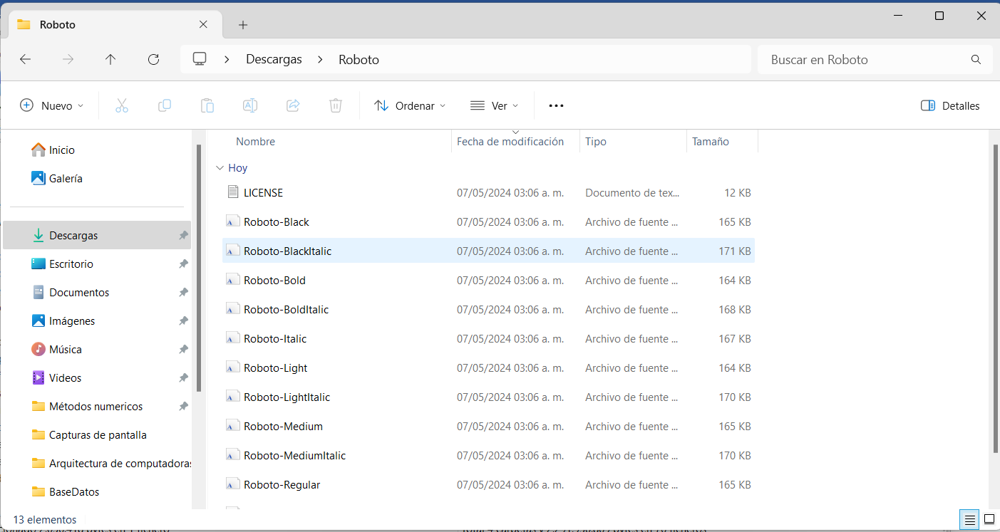 Roboto
Descargas > Roboto
Buscar en Roboto
Nuevo
Ordenar
Ver
Detalles
Inicio
Galería
Descargas
Escritorio
Documentos
Imágenes
Música
Videos
Métodos numericos
Capturas de pantalla
Arquitectura de computadoras
BaseDatos
Nombre Fecha de modificación Tipo Tamaño
Hoy
LICENSE 07/05/2024 03:06 a. m. Documento de tex... 12 KB
Roboto-Black 07/05/2024 03:06 a. m. Archivo de fuente ... 165 KB
Roboto-BlackItalic 07/05/2024 03:06 a. m. Archivo de fuente ... 171 KB
Roboto-Bold 07/05/2024 03:06 a. m. Archivo de fuente ... 164 KB
Roboto-BoldItalic 07/05/2024 03:06 a. m. Archivo de fuente ... 168 KB
Roboto-Italic 07/05/2024 03:06 a. m. Archivo de fuente ... 167 KB
Roboto-Light 07/05/2024 03:06 a. m. Archivo de fuente ... 164 KB
Roboto-LightItalic 07/05/2024 03:06 a. m. Archivo de fuente ... 170 KB
Roboto-Medium 07/05/2024 03:06 a. m. Archivo de fuente ... 165 KB
Roboto-MediumItalic 07/05/2024 03:06 a. m. Archivo de fuente ... 170 KB
Roboto-Regular 07/05/2024 03:06 a. m. Archivo de fuente ... 165 KB
13 elementos